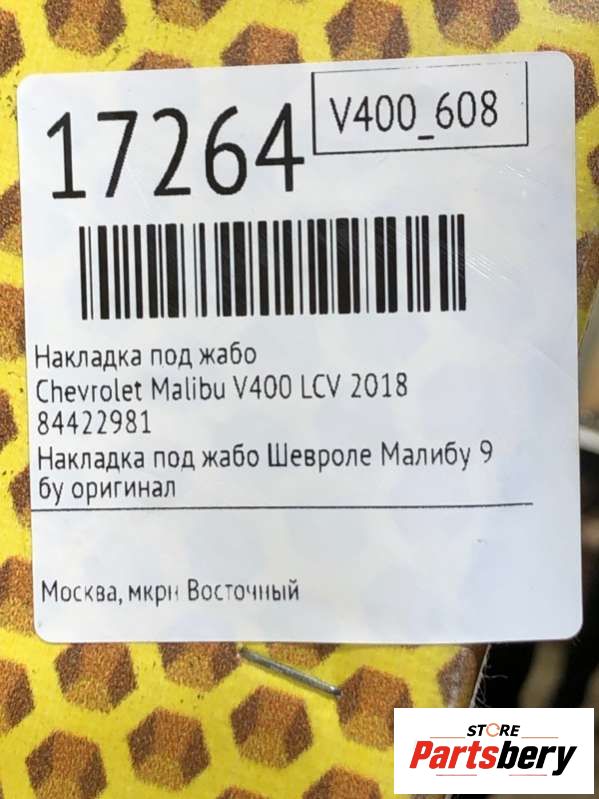 17264
V400_608
Накладка под жабо
Chevrolet Malibu V400 LCV 2018
84422981
Накладка под жабо Шевроле Малибу 9
бу оригинал
Москва, мкрн Восточный
STORE
Partsbery